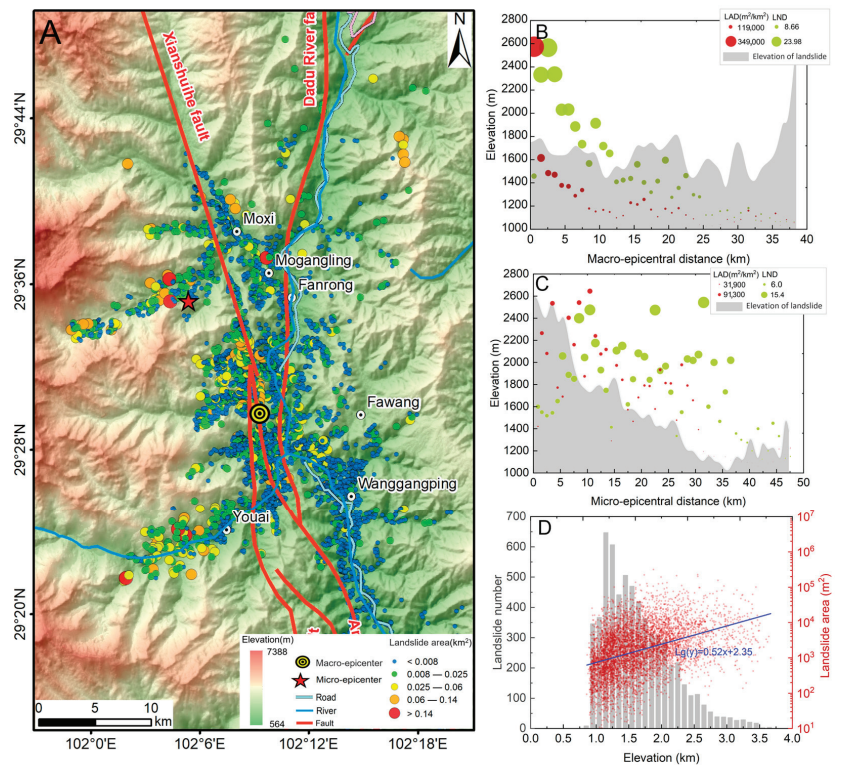 A
N
Xianshuihe fault
Dadu River fa
29°44'N
29°36'N
29°28'N
29°20'N
Moxi
Mogangling
Fanrong
Fawang
Wanggangping
Youai
Elevation(m)
7388
564
Macro-epicenter
Micro-epicenter
Road
River
Fault
Landslide area(km²)
< 0.008
0.008 — 0.025
0.025 — 0.06
0.06 — 0.14
> 0.14
0 5 10
km
102°0'E 102°6'E 102°12'E 102°18'E
B
LAD(m²/km²) LND
119,000 8.66
349,000 23.98
Elevation of landslide
Elevation (m)
2800
2600
2400
2200
2000
1800
1600
1400
1200
1000
0 5 10 15 20 25 30 35 40
Macro-epicentral distance (km)
C
LAD(m²/km²) LND
31,900 6.0
91,300 15.4
Elevation of landslide
Elevation (m)
2800
2600
2400
2200
2000
1800
1600
1400
1200
1000
0 5 10 15 20 25 30 35 40 45 50
Micro-epicentral distance (km)
D
Landslide number
700
600
500
400
300
200
100
0
Lg(y)=0.52x+2.35
10⁷
10⁶
10⁵
10⁴
10³
10²
10¹
Landslide area (m²)
0.0 0.5 1.0 1.5 2.0 2.5 3.0 3.5 4.0
Elevation (km)